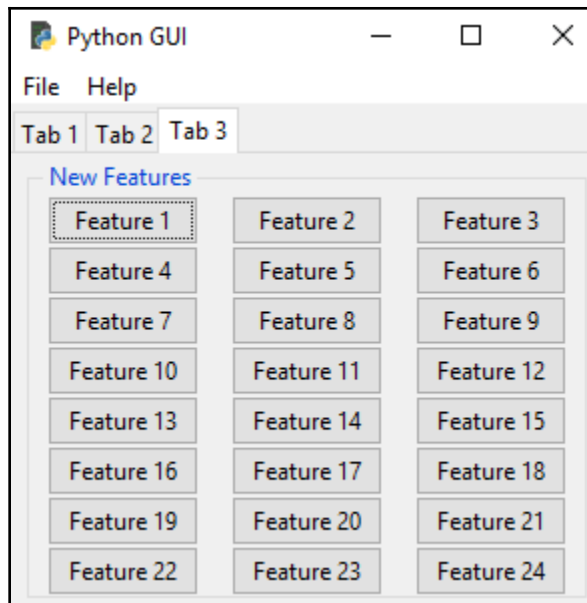 Python GUI
File Help
Tab 1 Tab 2 Tab 3
New Features
Feature 1 Feature 2 Feature 3
Feature 4 Feature 5 Feature 6
Feature 7 Feature 8 Feature 9
Feature 10 Feature 11 Feature 12
Feature 13 Feature 14 Feature 15
Feature 16 Feature 17 Feature 18
Feature 19 Feature 20 Feature 21
Feature 22 Feature 23 Feature 24